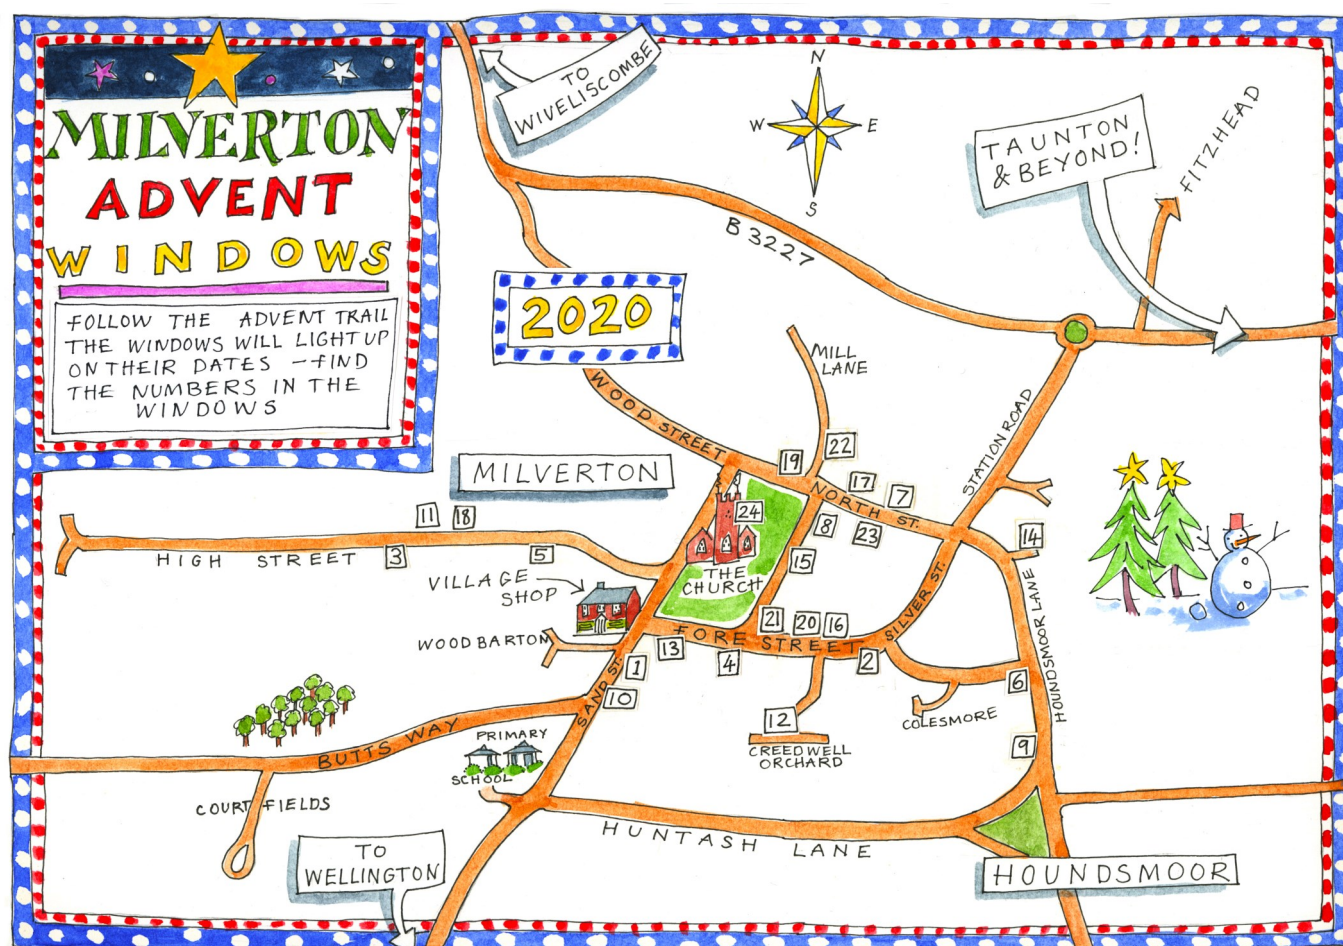 MILVERTON
ADVENT
WINDOWS
FOLLOW THE ADVENT TRAIL
THE WINDOWS WILL LIGHT UP
ON THEIR DATES – FIND
THE NUMBERS IN THE
WINDOWS
TO
WIVELISCOMBE
N
W E
S
TAUNTON
& BEYOND!
FITZHEAD
B 3227
2020
MILL
LANE
WOOD STREET
STATION ROAD
MILVERTON
19
22
17
7
NORTH ST.
8
23
24
15
14
11
18
3
5
HIGH STREET
VILLAGE
SHOP
THE
CHURCH
SILVER ST.
HOUNDSMOOR LANE
21
20
16
FORE STREET
WOOD BARTON
13
4
2
1
10
SAND ST.
6
12
COLESMORE
CREEDWELL
ORCHARD
9
BUTTS WAY
PRIMARY
SCHOOL
COURT FIELDS
HUNTASH LANE
TO
WELLINGTON
HOUNDSMOOR